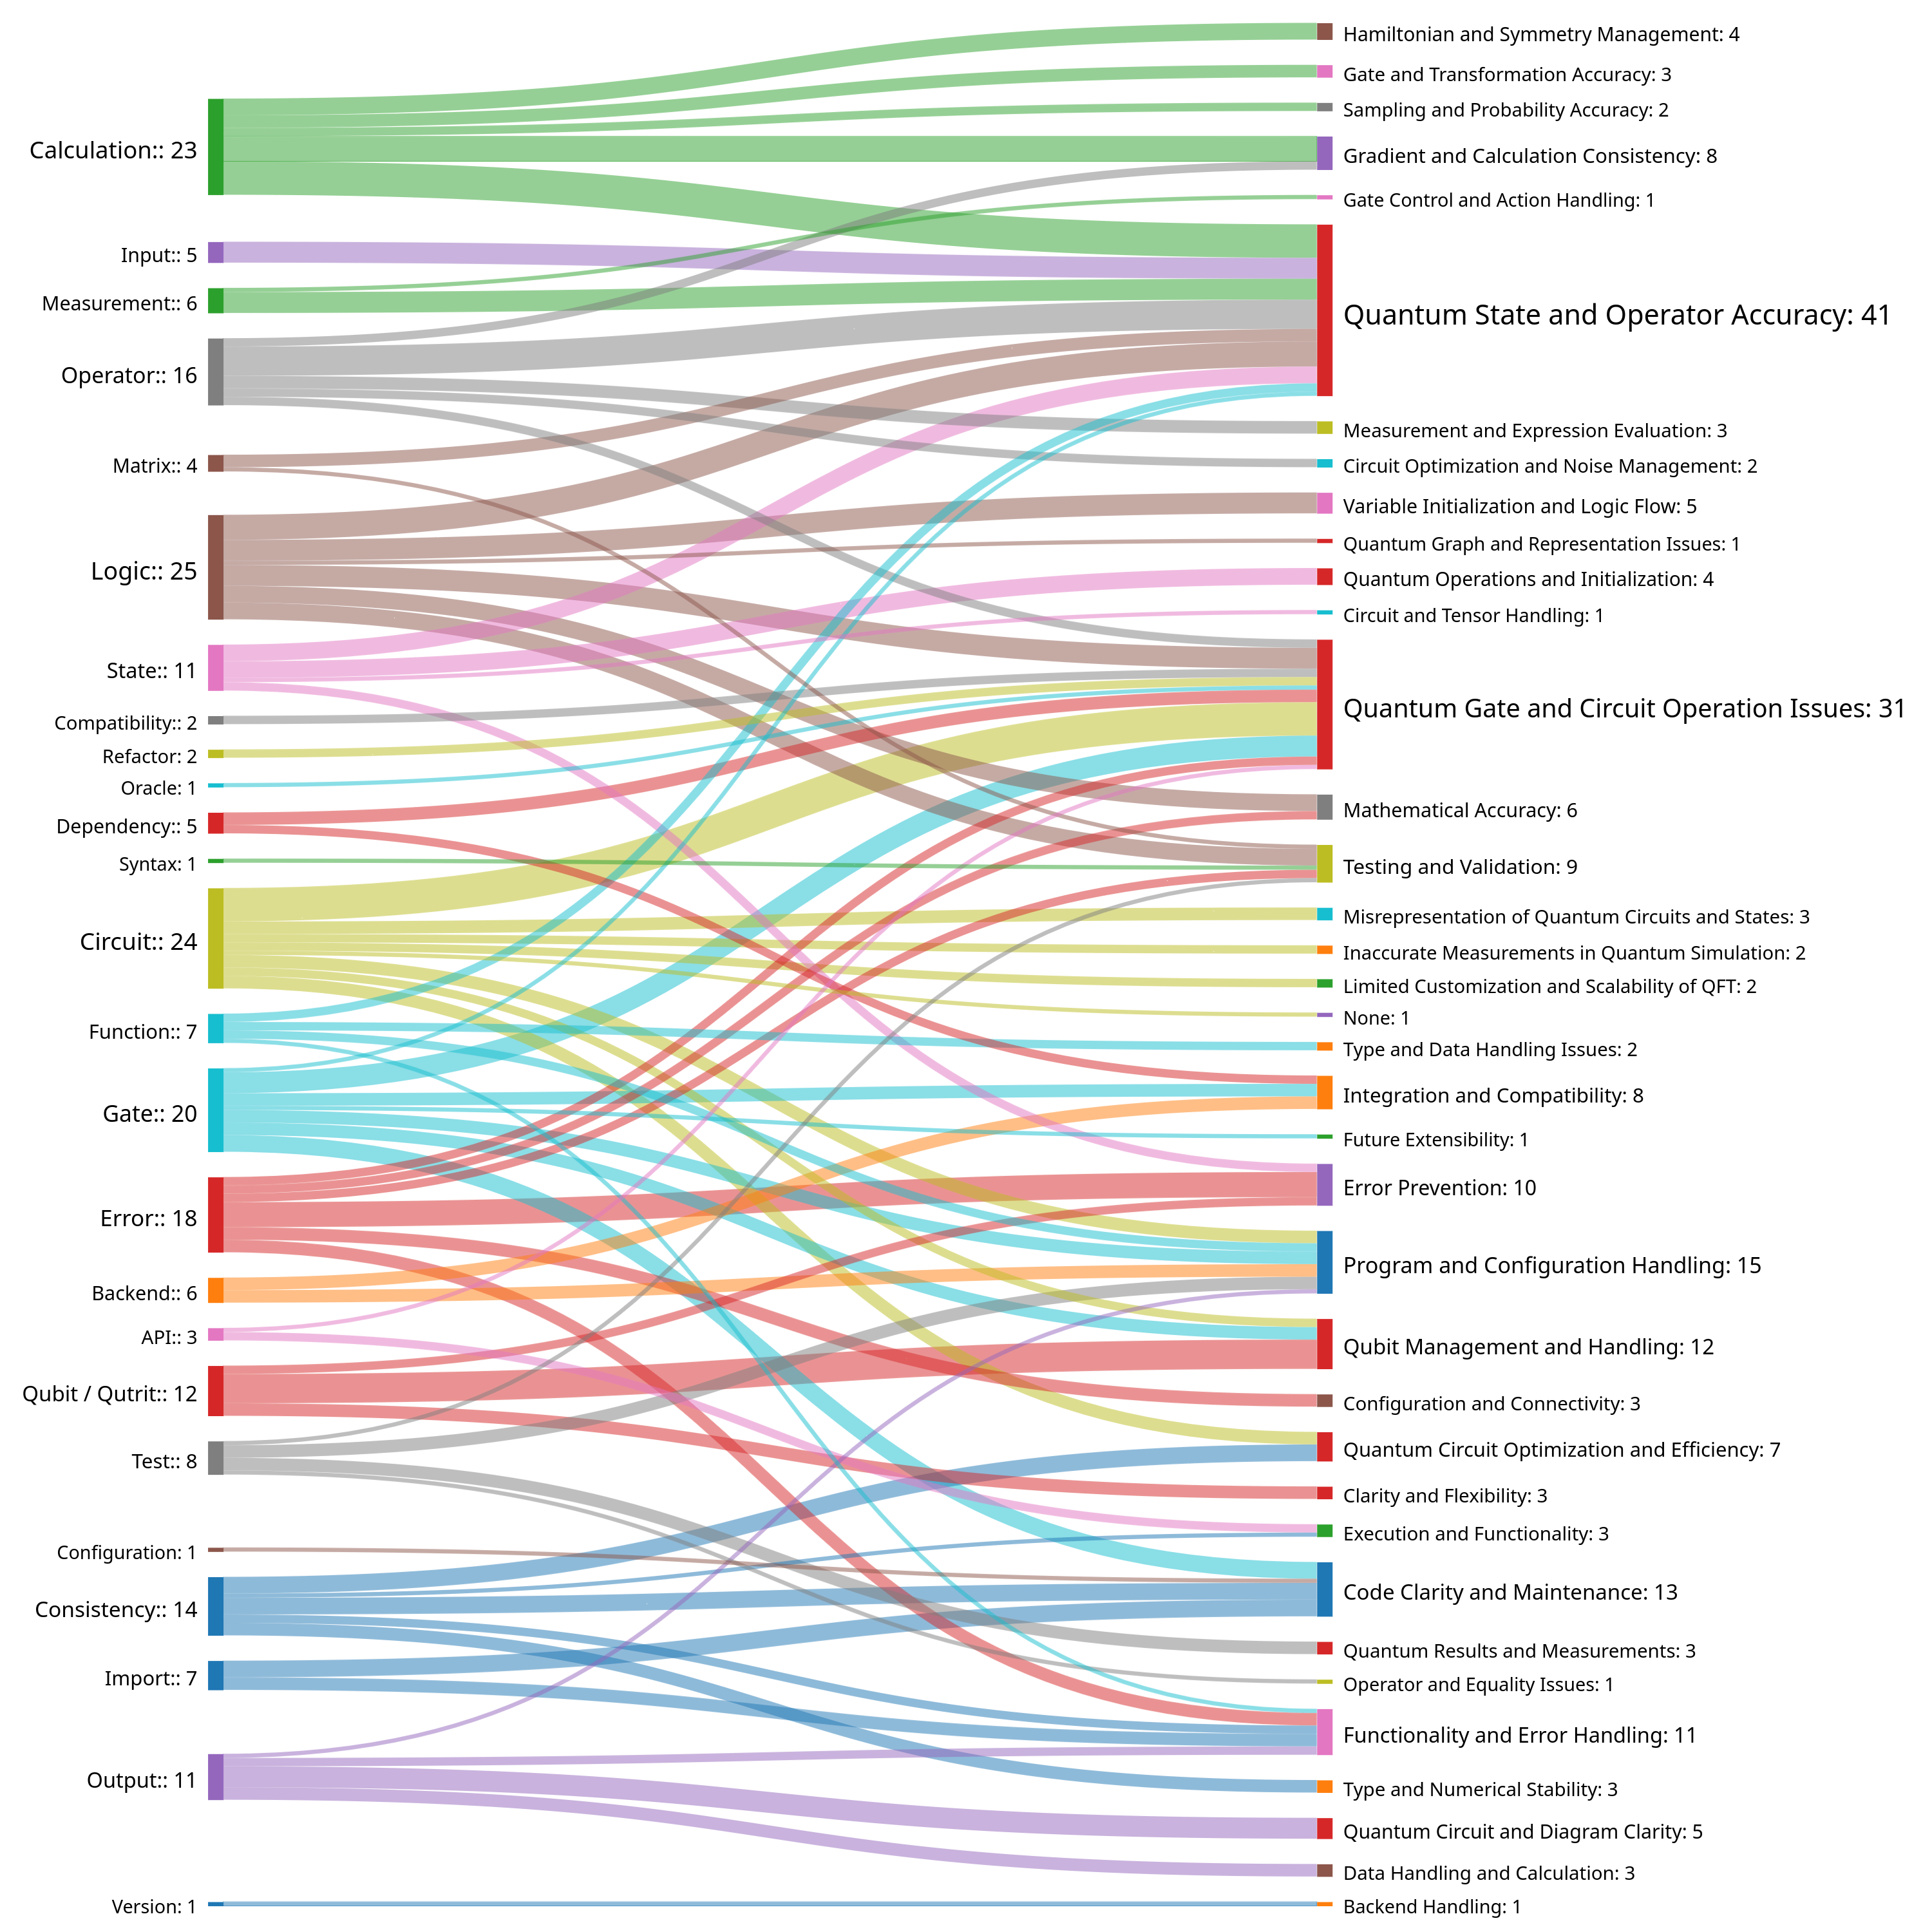 Calculation:: 23
Input:: 5
Measurement:: 6
Operator:: 16
Matrix:: 4
Logic:: 25
State:: 11
Compatibility:: 2
Refactor:: 2
Oracle: 1
Dependency:: 5
Syntax: 1
Circuit:: 24
Function:: 7
Gate:: 20
Error:: 18
Backend:: 6
API:: 3
Qubit / Qutrit:: 12
Test:: 8
Configuration: 1
Consistency:: 14
Import:: 7
Output:: 11
Version: 1
Hamiltonian and Symmetry Management: 4
Gate and Transformation Accuracy: 3
Sampling and Probability Accuracy: 2
Gradient and Calculation Consistency: 8
Gate Control and Action Handling: 1
Quantum State and Operator Accuracy: 41
Measurement and Expression Evaluation: 3
Circuit Optimization and Noise Management: 2
Variable Initialization and Logic Flow: 5
Quantum Graph and Representation Issues: 1
Quantum Operations and Initialization: 4
Circuit and Tensor Handling: 1
Quantum Gate and Circuit Operation Issues: 31
Mathematical Accuracy: 6
Testing and Validation: 9
Misrepresentation of Quantum Circuits and States: 3
Inaccurate Measurements in Quantum Simulation: 2
Limited Customization and Scalability of QFT: 2
None: 1
Type and Data Handling Issues: 2
Integration and Compatibility: 8
Future Extensibility: 1
Error Prevention: 10
Program and Configuration Handling: 15
Qubit Management and Handling: 12
Configuration and Connectivity: 3
Quantum Circuit Optimization and Efficiency: 7
Clarity and Flexibility: 3
Execution and Functionality: 3
Code Clarity and Maintenance: 13
Quantum Results and Measurements: 3
Operator and Equality Issues: 1
Functionality and Error Handling: 11
Type and Numerical Stability: 3
Quantum Circuit and Diagram Clarity: 5
Data Handling and Calculation: 3
Backend Handling: 1